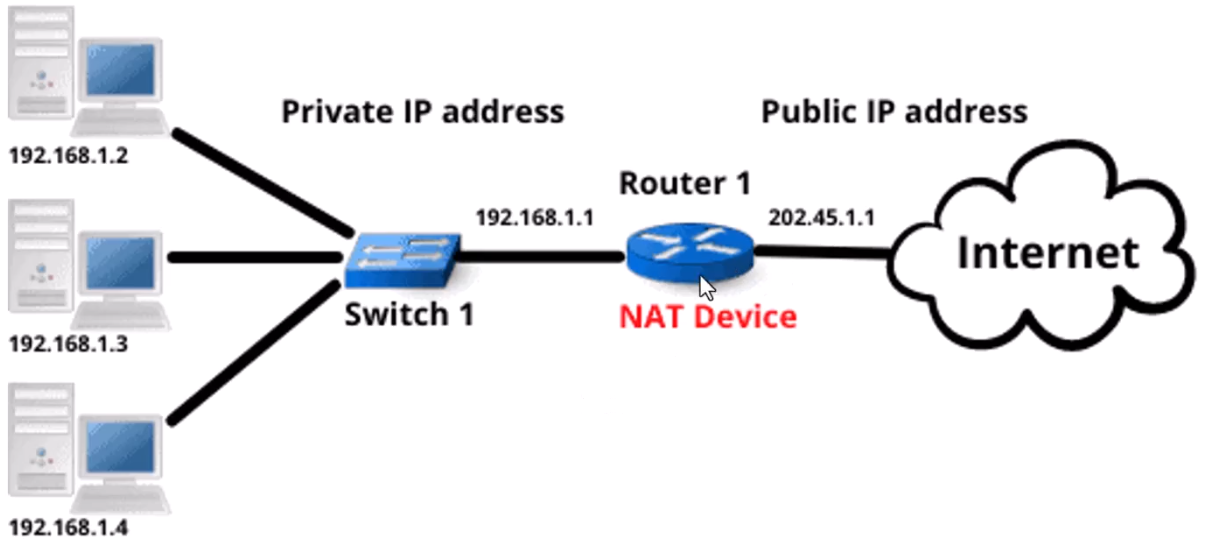 Private IP address
Public IP address
192.168.1.2
Router 1
192.168.1.1
202.45.1.1
Internet
Switch 1
NAT Device
192.168.1.3
192.168.1.4